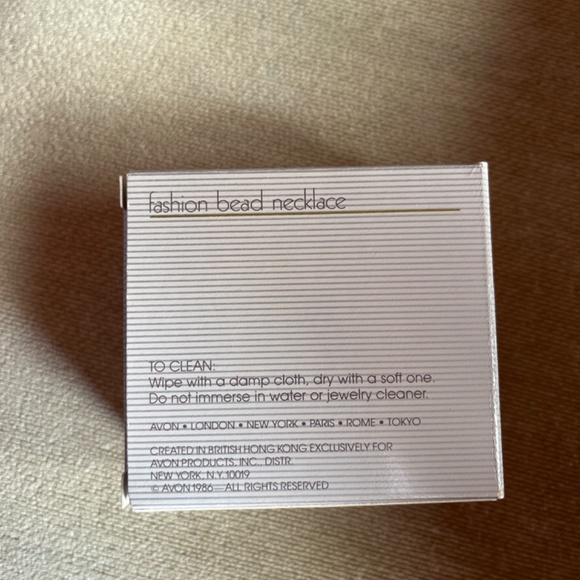 fashion bead necklace
TO CLEAN:
Wipe with a damp cloth, dry with a soft one.
Do not immerse in water or jewelry cleaner.
AVON • LONDON • NEW YORK • PARIS • ROME • TOKYO
CREATED IN BRITISH HONG KONG EXCLUSIVELY FOR
AVON PRODUCTS, INC., DISTR.
NEW YORK, N.Y. 10019
© AVON 1986—ALL RIGHTS RESERVED